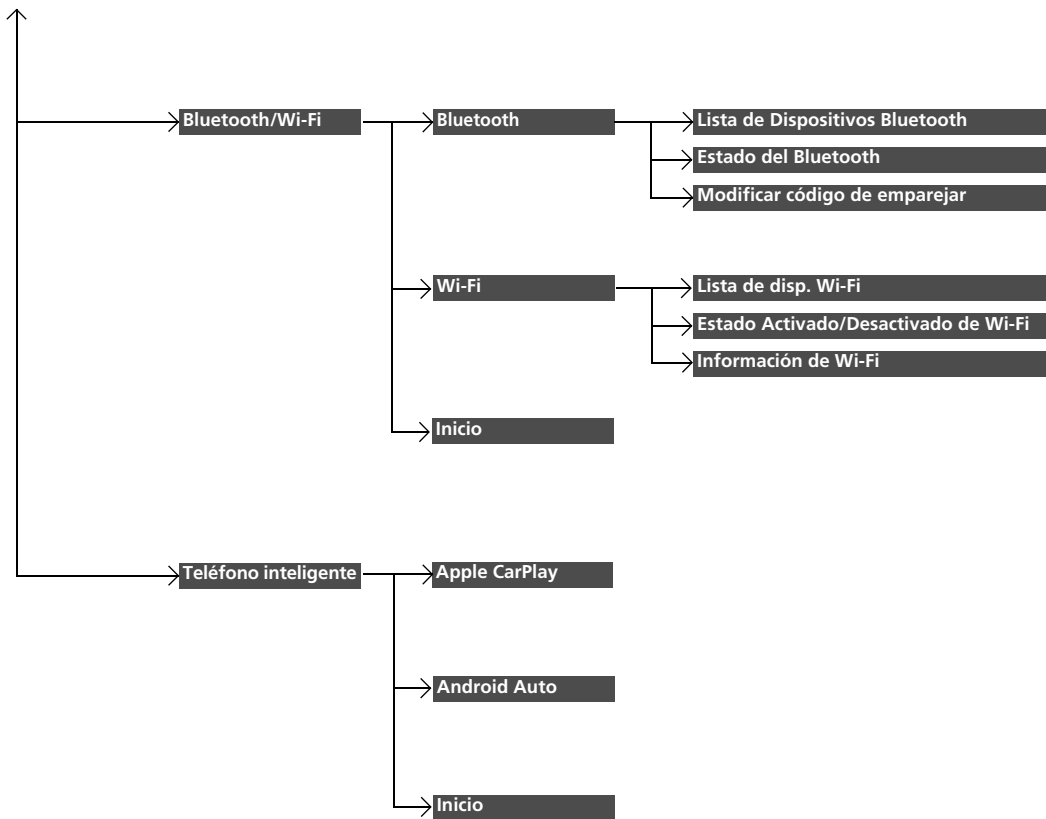 Bluetooth/Wi-Fi
Bluetooth
Lista de Dispositivos Bluetooth
Estado del Bluetooth
Modificar código de emparejar
Wi-Fi
Lista de disp. Wi-Fi
Estado Activado/Desactivado de Wi-Fi
Información de Wi-Fi
Inicio
Teléfono inteligente
Apple CarPlay
Android Auto
Inicio